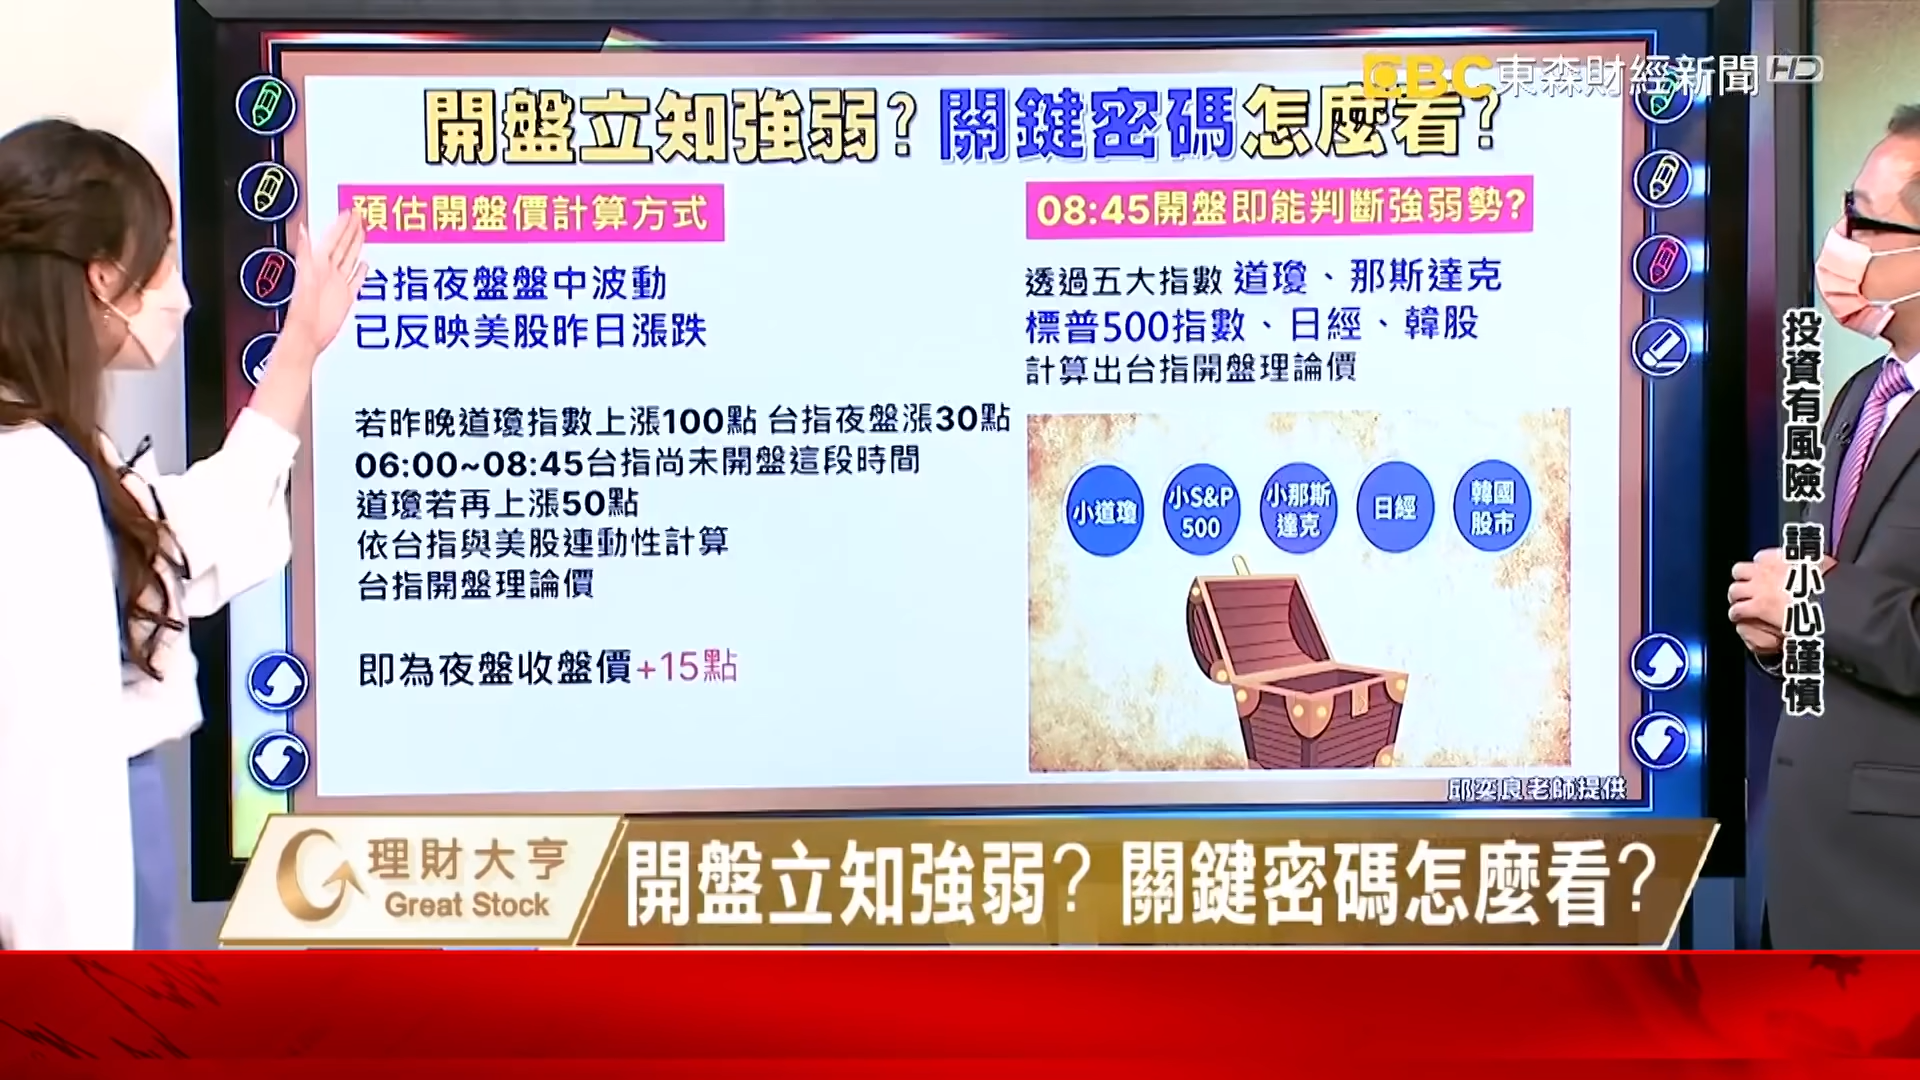 EBC 東森財經新聞 HD
開盤立知強弱? 關鍵密碼怎麼看?
預估開盤價計算方式
台指夜盤盤中波動
已反映美股昨日漲跌
若昨晚道瓊指數上漲100點 台指夜盤漲30點
06:00~08:45台指尚未開盤這段時間
道瓊若再上漲50點
依台指與美股連動性計算
台指開盤理論價
即為夜盤收盤價+15點
08:45開盤即能判斷強弱勢?
透過五大指數 道瓊、那斯達克
標普500指數、日經、韓股
計算出台指開盤理論價
小道瓊
小S&P
500
小那斯
達克
日經
韓國
股市
邱奕良老師提供
投資有風險 請小心謹慎
理財大亨
Great Stock
開盤立知強弱? 關鍵密碼怎麼看?